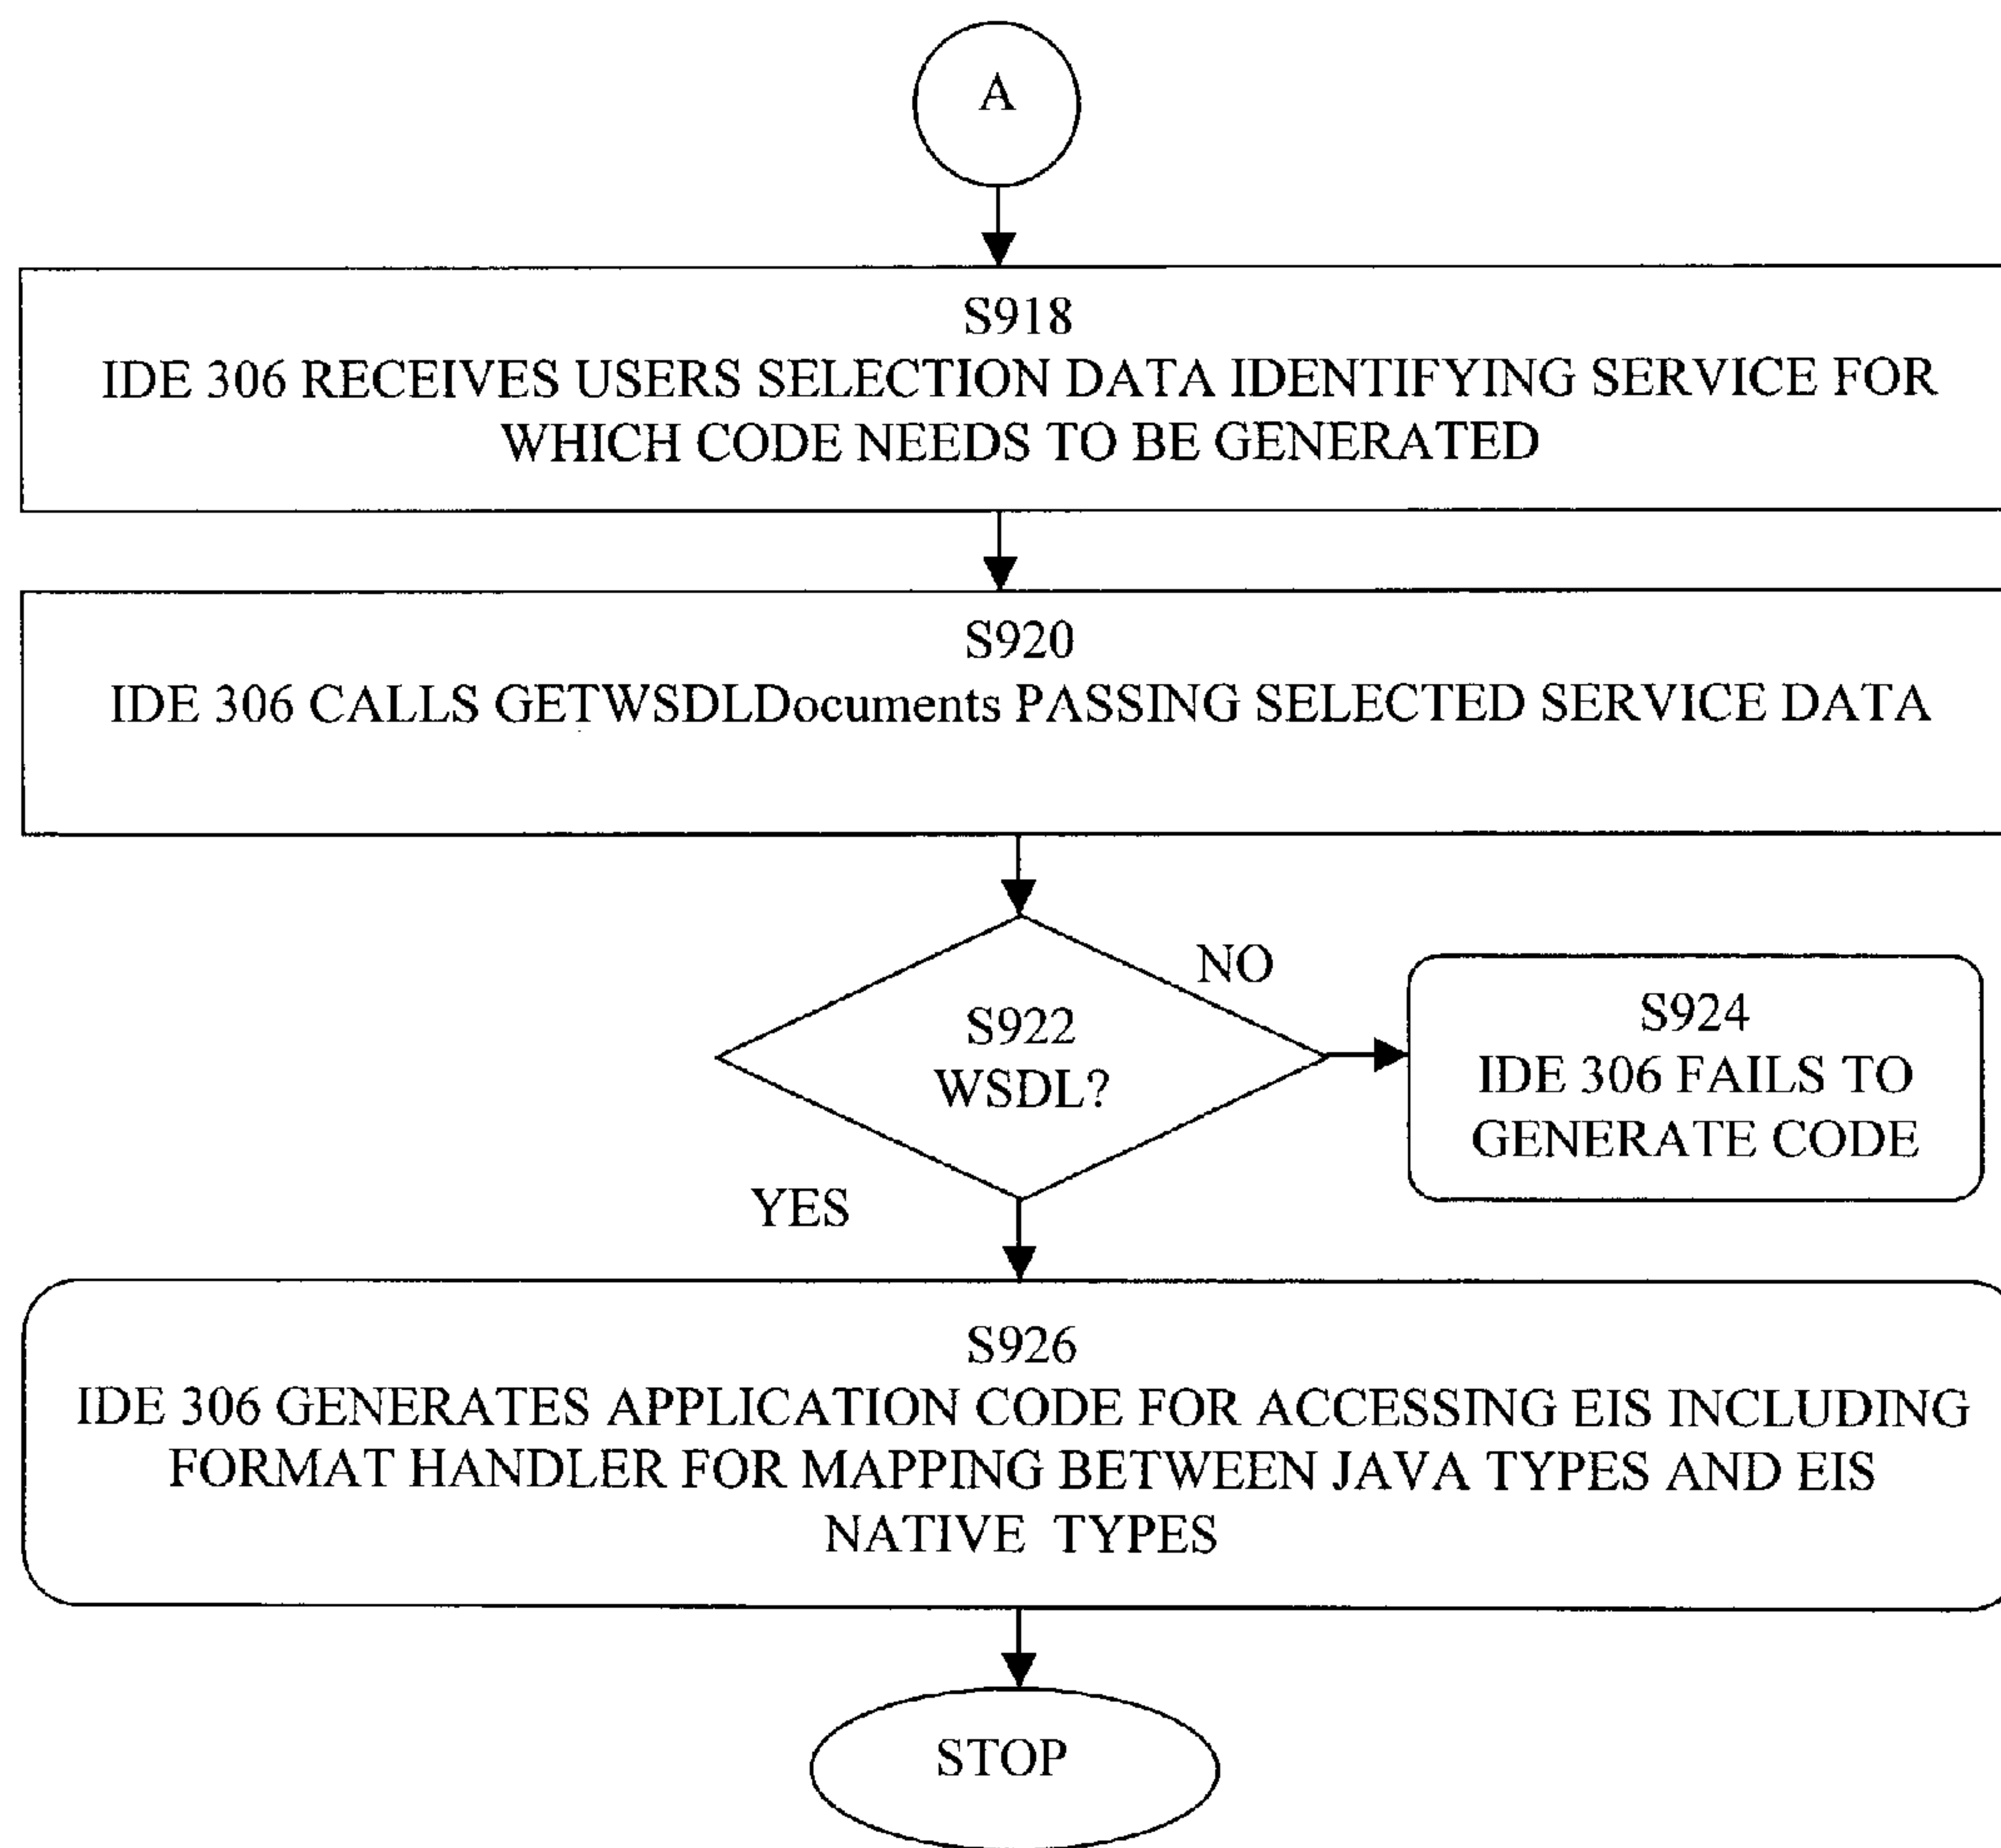 A
S918
IDE 306 RECEIVES USERS SELECTION DATA IDENTIFYING SERVICE FOR
WHICH CODE NEEDS TO BE GENERATED
S920
IDE 306 CALLS GETWSDLDocuments PASSING SELECTED SERVICE DATA
NO
S922
WSDL?
S924
IDE 306 FAILS TO
GENERATE CODE
YES
S926
IDE 306 GENERATES APPLICATION CODE FOR ACCESSING EIS INCLUDING
FORMAT HANDLER FOR MAPPING BETWEEN JAVA TYPES AND EIS
NATIVE TYPES
STOP